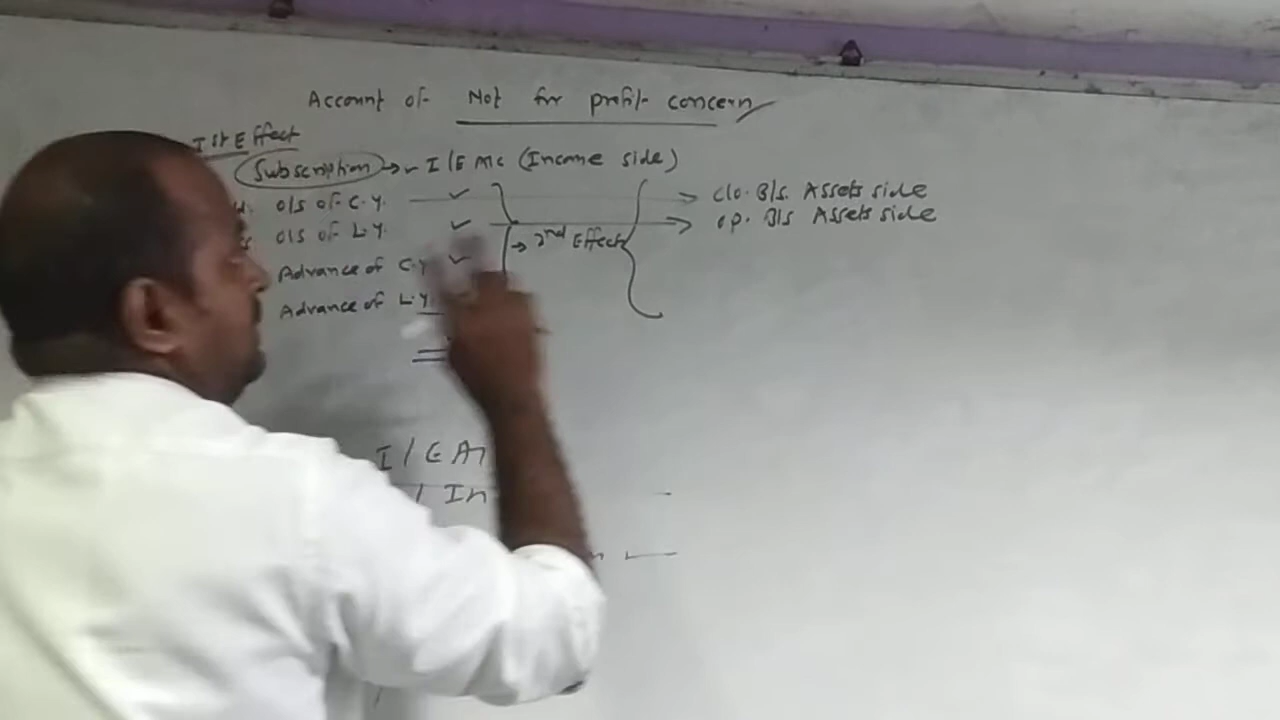 Account of Not for profit concern
Ist Effect
Subscription → I/E A/c (Income side)
o/s of C.Y. ✓ → Clo. B/s. Assets side
o/s of L.Y. ✓ → op. B/s Assets side
→ 2nd Effect
Advance of C.Y ✓
Advance of L.Y.
=
I/E A
/ In